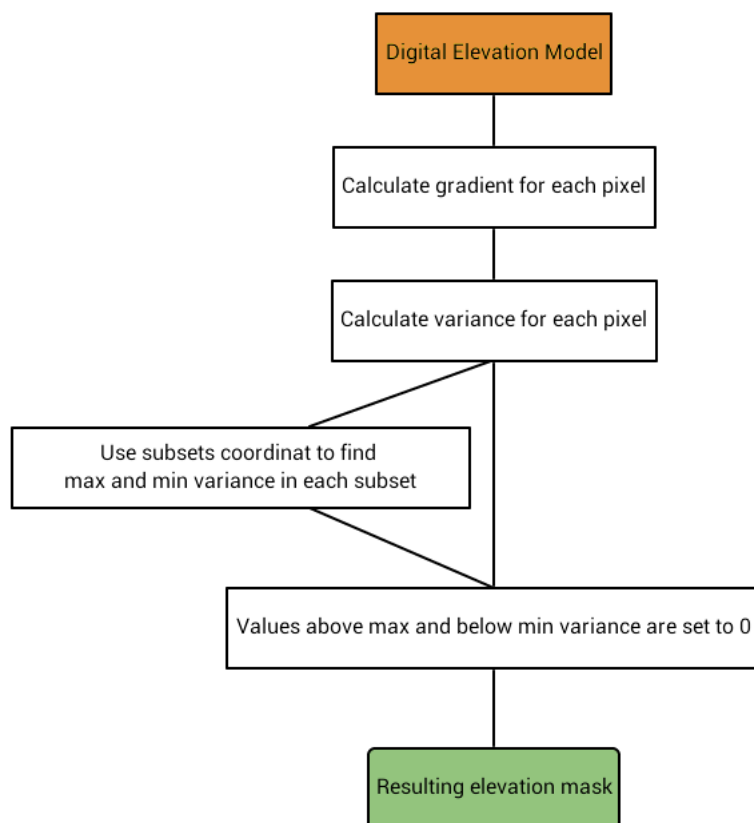 Digital Elevation Model
Calculate gradient for each pixel
Calculate variance for each pixel
Use subsets coordinat to find
max and min variance in each subset
Values above max and below min variance are set to 0
Resulting elevation mask